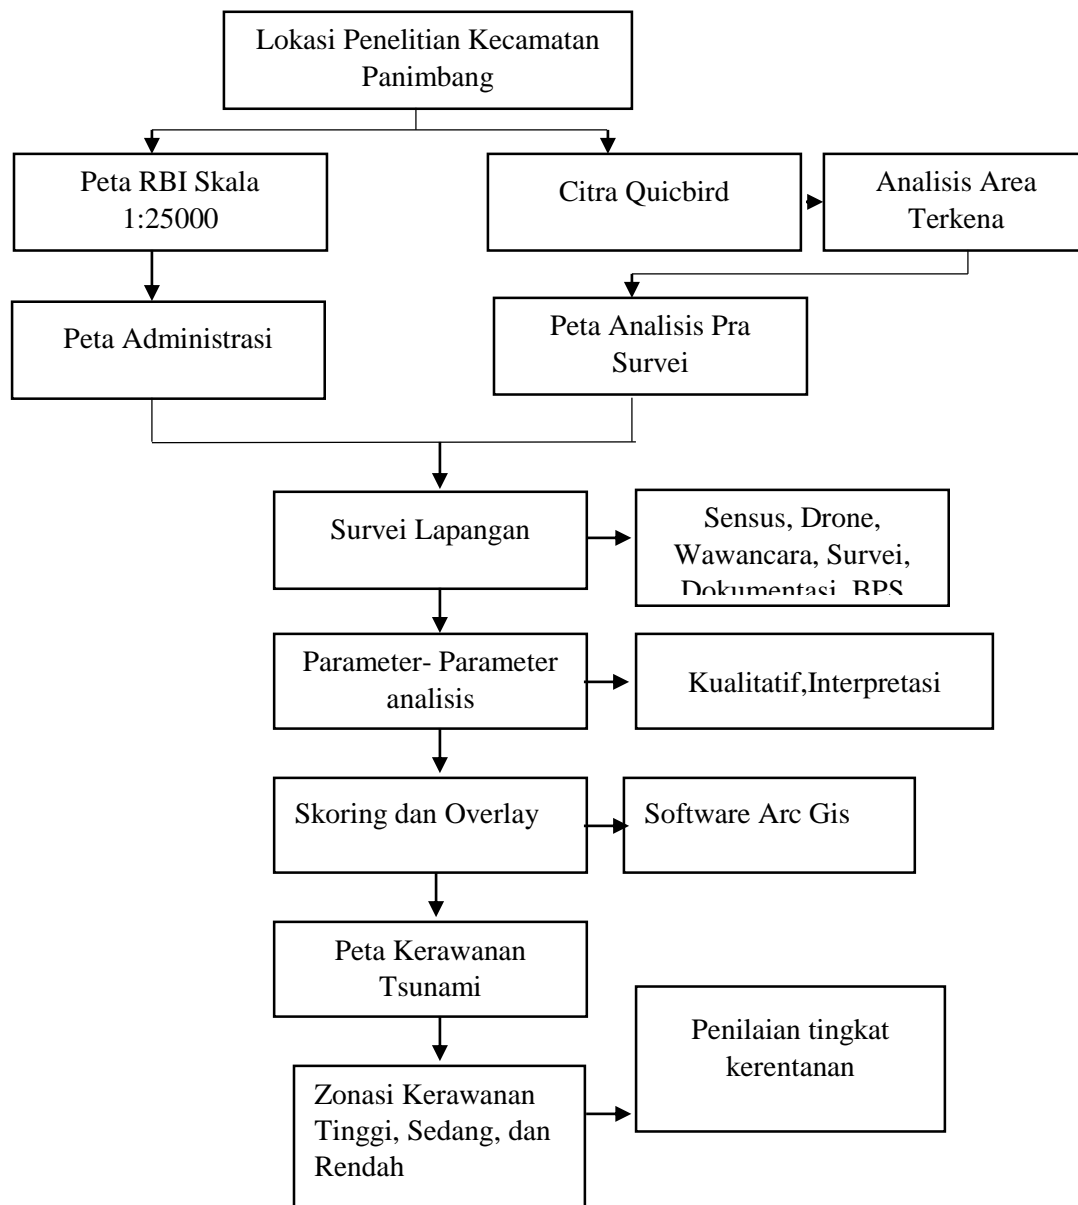 Lokasi Penelitian Kecamatan
Panimbang
Peta RBI Skala
1:25000
Citra Quicbird
Analisis Area
Terkena
Peta Administrasi
Peta Analisis Pra
Survei
Survei Lapangan
Sensus, Drone,
Wawancara, Survei,
Dokumentasi, BPS
Parameter- Parameter
analisis
Kualitatif,Interpretasi
Skoring dan Overlay
Software Arc Gis
Peta Kerawanan
Tsunami
Penilaian tingkat
kerentanan
Zonasi Kerawanan
Tinggi, Sedang, dan
Rendah